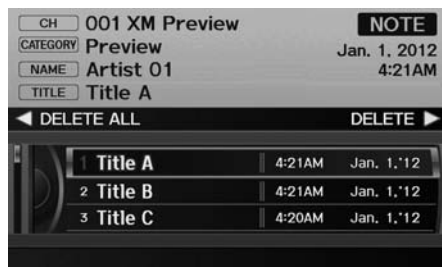 CH 001 XM Preview NOTE
CATEGORY Preview Jan. 1, 2012
NAME Artist 01 4:21AM
TITLE Title A
DELETE ALL DELETE
1 Title A 4:21AM Jan. 1,'12
2 Title B 4:21AM Jan. 1,'12
3 Title C 4:20AM Jan. 1,'12